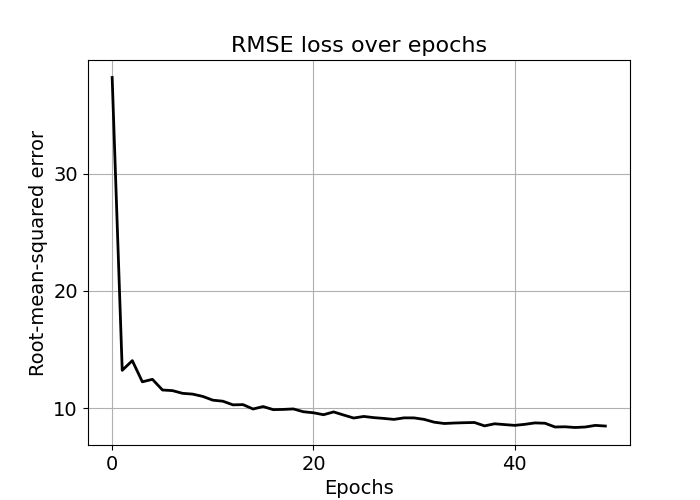 RMSE loss over epochs
Root-mean-squared error
30
20
10
0 20 40
Epochs